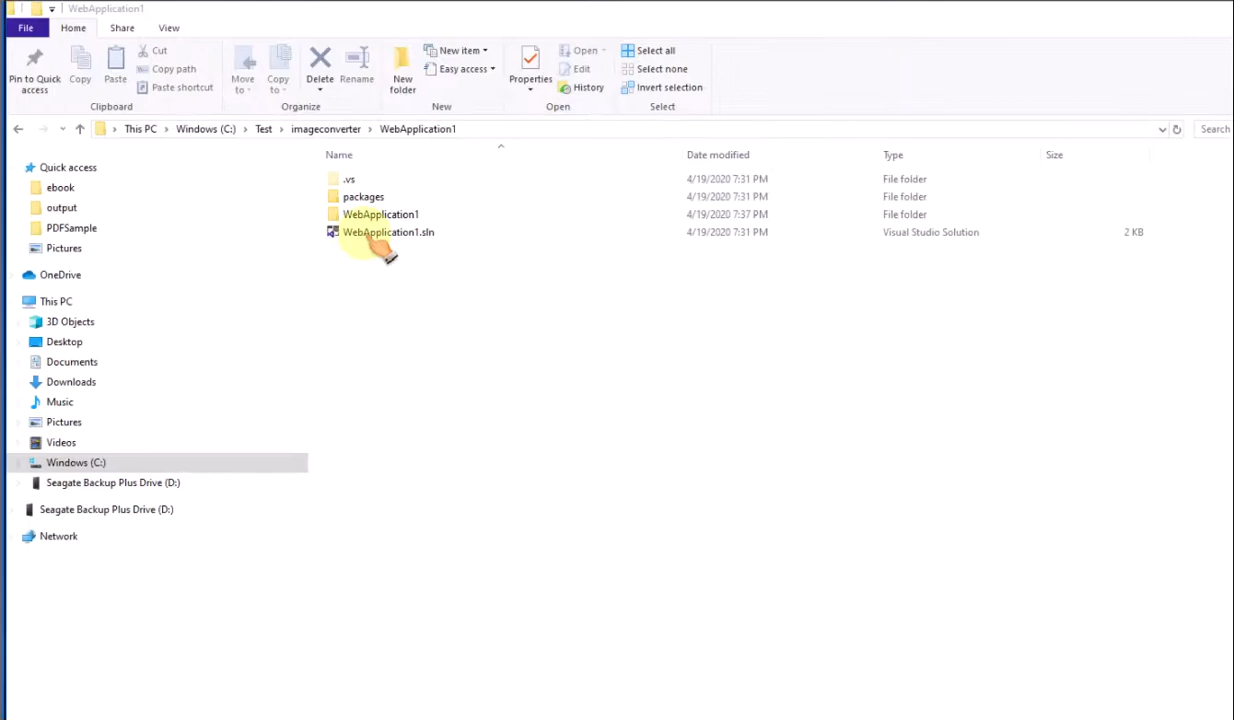 WebApplication1
File Home Share View
Pin to Quick access
Copy
Paste
Cut
Copy path
Paste shortcut
Move to
Copy to
Delete
Rename
New folder
New item
Easy access
Properties
Open
Edit
History
Select all
Select none
Invert selection
Clipboard Organize New Open Select
This PC Windows (C:) Test imageconverter WebApplication1 Search
Name Date modified Type Size
.vs 4/19/2020 7:31 PM File folder
packages 4/19/2020 7:31 PM File folder
WebApplication1 4/19/2020 7:37 PM File folder
WebApplication1.sln 4/19/2020 7:31 PM Visual Studio Solution 2 KB
Quick access
ebook
output
PDFSample
Pictures
OneDrive
This PC
3D Objects
Desktop
Documents
Downloads
Music
Pictures
Videos
Windows (C:)
Seagate Backup Plus Drive (D:)
Seagate Backup Plus Drive (D:)
Network